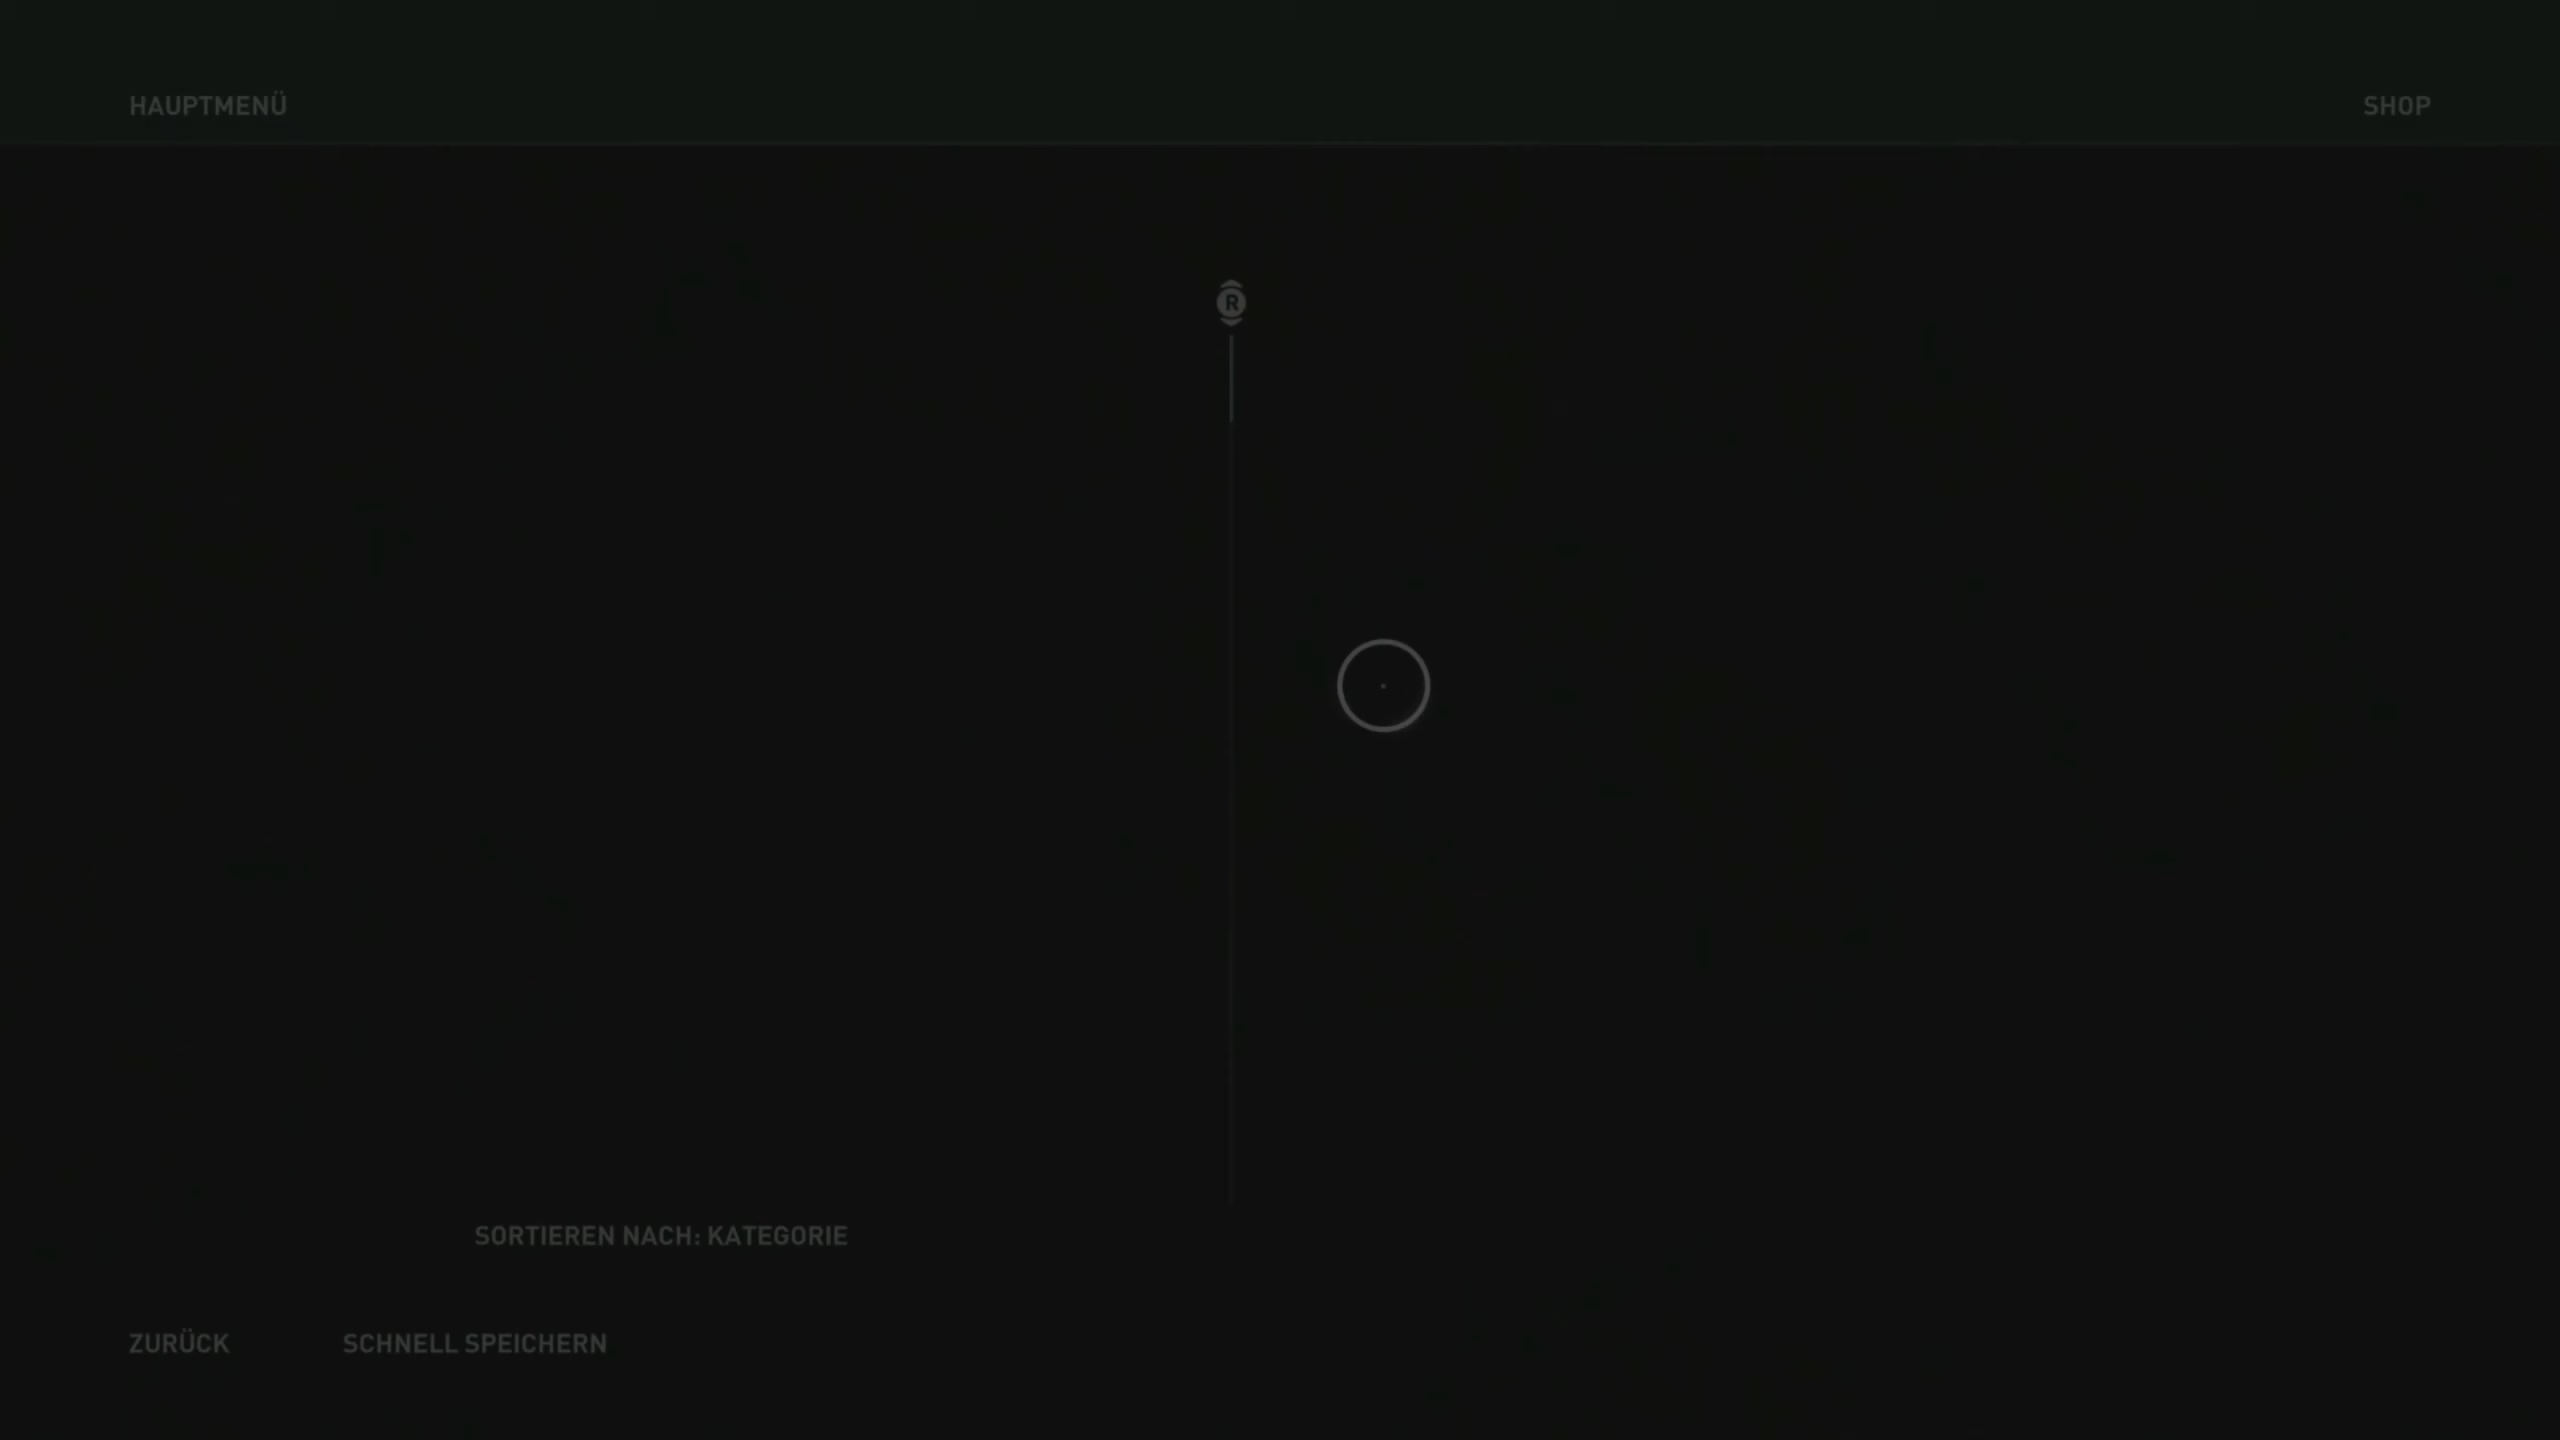 HAUPTMENÜ
SHOP
R
SORTIEREN NACH: KATEGORIE
ZURÜCK
SCHNELL SPEICHERN